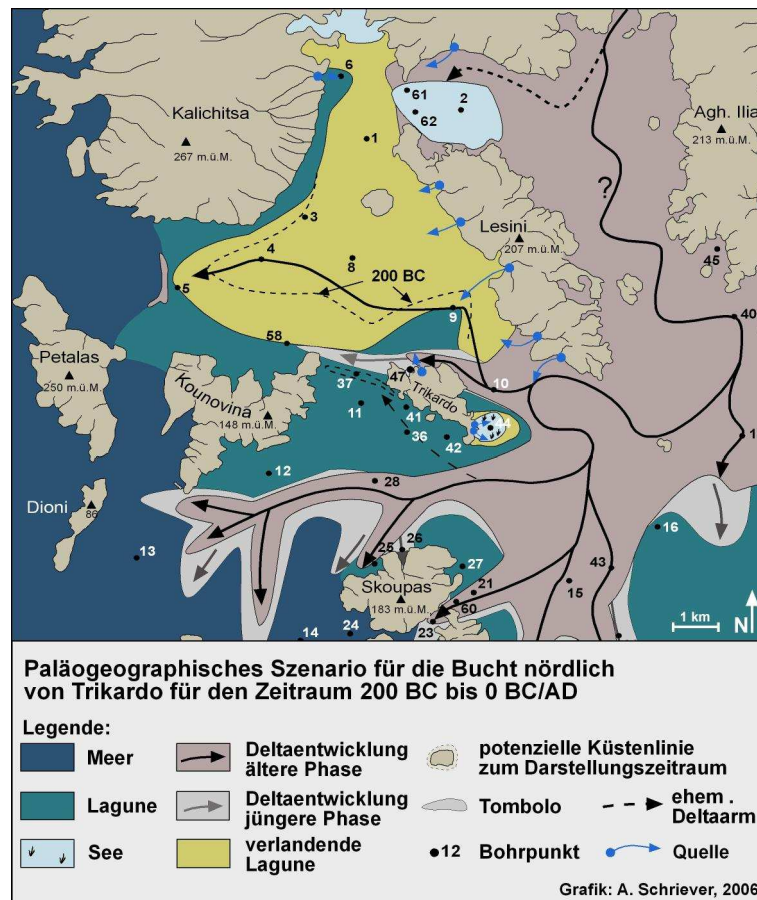 6
61
2
62
Kalichitsa
267 m.ü.M.
1
Agh. Ilia
213 m.ü.M.
?
3
Lesini
207 m.ü.M.
4
8
45
200 BC
5
9
40
58
Petalas
250 m.ü.M.
Kounovina
148 m.ü.M.
37
47
Trikardo
10
11
41
36
42
44
1
12
28
Dioni
86
13
16
25
26
27
43
Skoupas
183 m.ü.M.
21
60
15
14
24
23
1 km
N
Paläogeographisches Szenario für die Bucht nördlich
von Trikardo für den Zeitraum 200 BC bis 0 BC/AD
Legende:
Meer
Deltaentwicklung
ältere Phase
potenzielle Küstenlinie
zum Darstellungszeitraum
Lagune
Deltaentwicklung
jüngere Phase
Tombolo
ehem .
Deltaarm
See
verlandende
Lagune
12 Bohrpunkt
Quelle
Grafik: A. Schriever, 2006